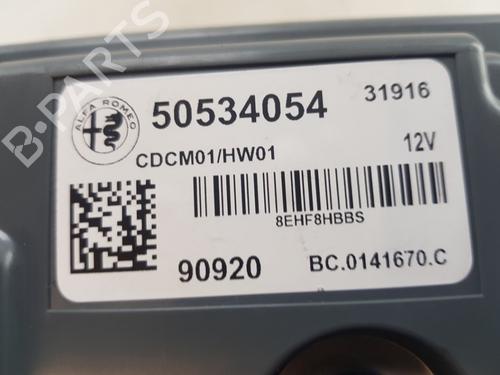 B-PARTS
ALFA ROMEO
50534054
31916
CDCM01/HW01
12V
8EHF8HBBS
90920
BC.0141670.C